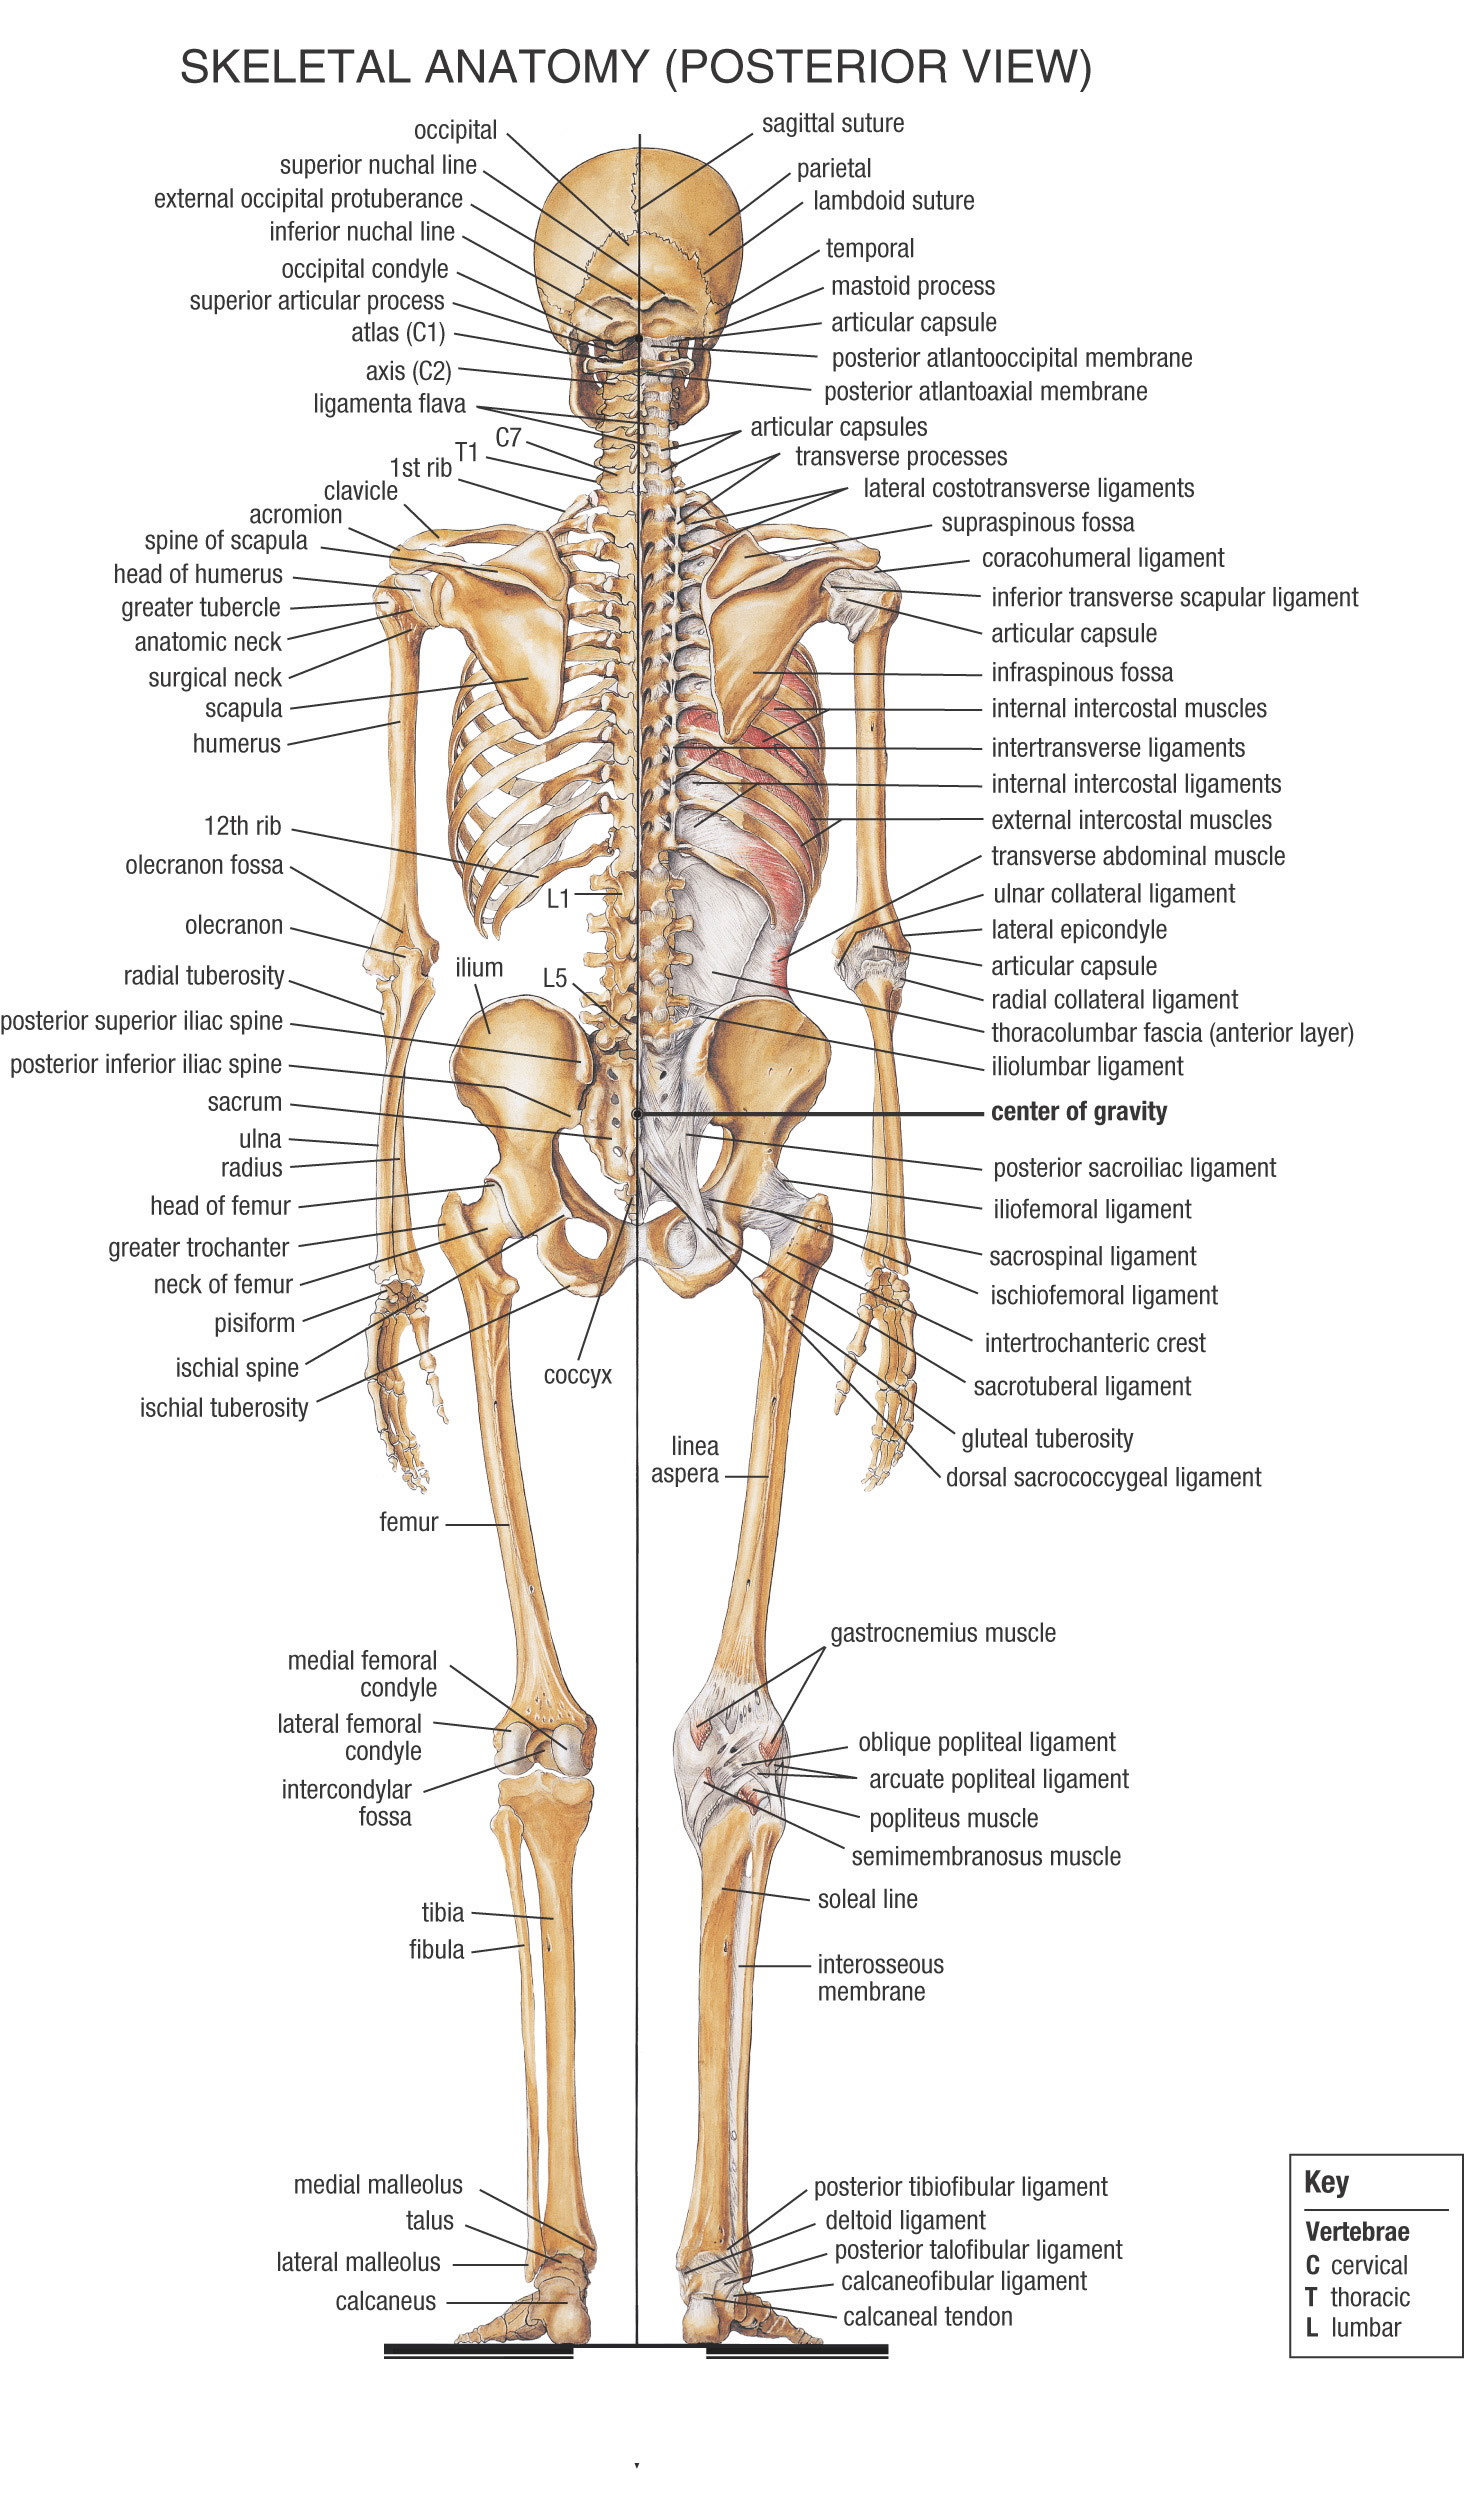 SKELETAL ANATOMY (POSTERIOR VIEW)
occipital
superior nuchal line
external occipital protuberance
inferior nuchal line
occipital condyle
superior articular process
atlas (C1)
axis (C2)
ligamenta flava
C7
T1
1st rib
clavicle
acromion
spine of scapula
head of humerus
greater tubercle
anatomic neck
surgical neck
scapula
humerus
12th rib
olecranon fossa
L1
olecranon
ilium
L5
radial tuberosity
posterior superior iliac spine
posterior inferior iliac spine
sacrum
ulna
radius
head of femur
greater trochanter
neck of femur
pisiform
ischial spine
ischial tuberosity
coccyx
femur
medial femoral
condyle
lateral femoral
condyle
intercondylar
fossa
tibia
fibula
medial malleolus
talus
lateral malleolus
calcaneus
sagittal suture
parietal
lambdoid suture
temporal
mastoid process
articular capsule
posterior atlantooccipital membrane
posterior atlantoaxial membrane
articular capsules
transverse processes
lateral costotransverse ligaments
supraspinous fossa
coracohumeral ligament
inferior transverse scapular ligament
articular capsule
infraspinous fossa
internal intercostal muscles
intertransverse ligaments
internal intercostal ligaments
external intercostal muscles
transverse abdominal muscle
ulnar collateral ligament
lateral epicondyle
articular capsule
radial collateral ligament
thoracolumbar fascia (anterior layer)
iliolumbar ligament
center of gravity
posterior sacroiliac ligament
iliofemoral ligament
sacrospinal ligament
ischiofemoral ligament
intertrochanteric crest
sacrotuberal ligament
gluteal tuberosity
dorsal sacrococcygeal ligament
linea
aspera
gastrocnemius muscle
oblique popliteal ligament
arcuate popliteal ligament
popliteus muscle
semimembranosus muscle
soleal line
interosseous
membrane
posterior tibiofibular ligament
deltoid ligament
posterior talofibular ligament
calcaneofibular ligament
calcaneal tendon
Key
Vertebrae
C cervical
T thoracic
L lumbar